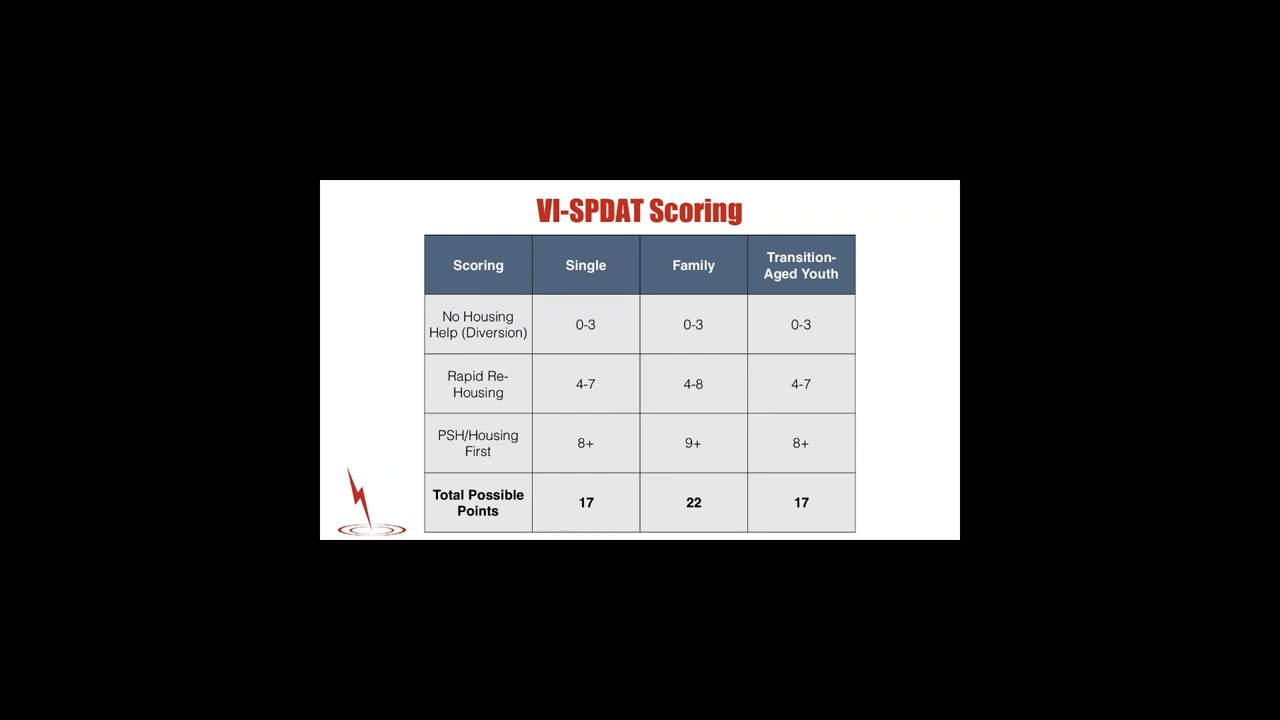 VI-SPDAT Scoring
Scoring
Single
Family
Transition-
Aged Youth
No Housing
Help (Diversion)
0-3
0-3
0-3
Rapid Re-
Housing
4-7
4-8
4-7
PSH/Housing
First
8+
9+
8+
Total Possible
Points
17
22
17